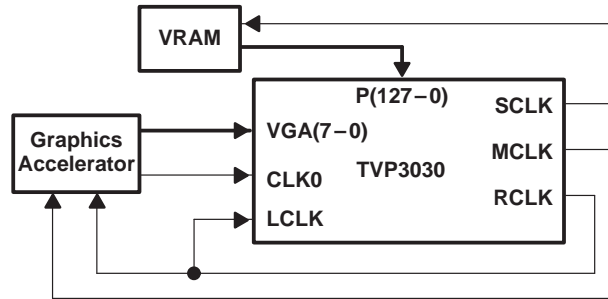 VRAM
P(127–0)
SCLK
Graphics
Accelerator
VGA(7–0)
MCLK
TVP3030
CLK0
RCLK
LCLK